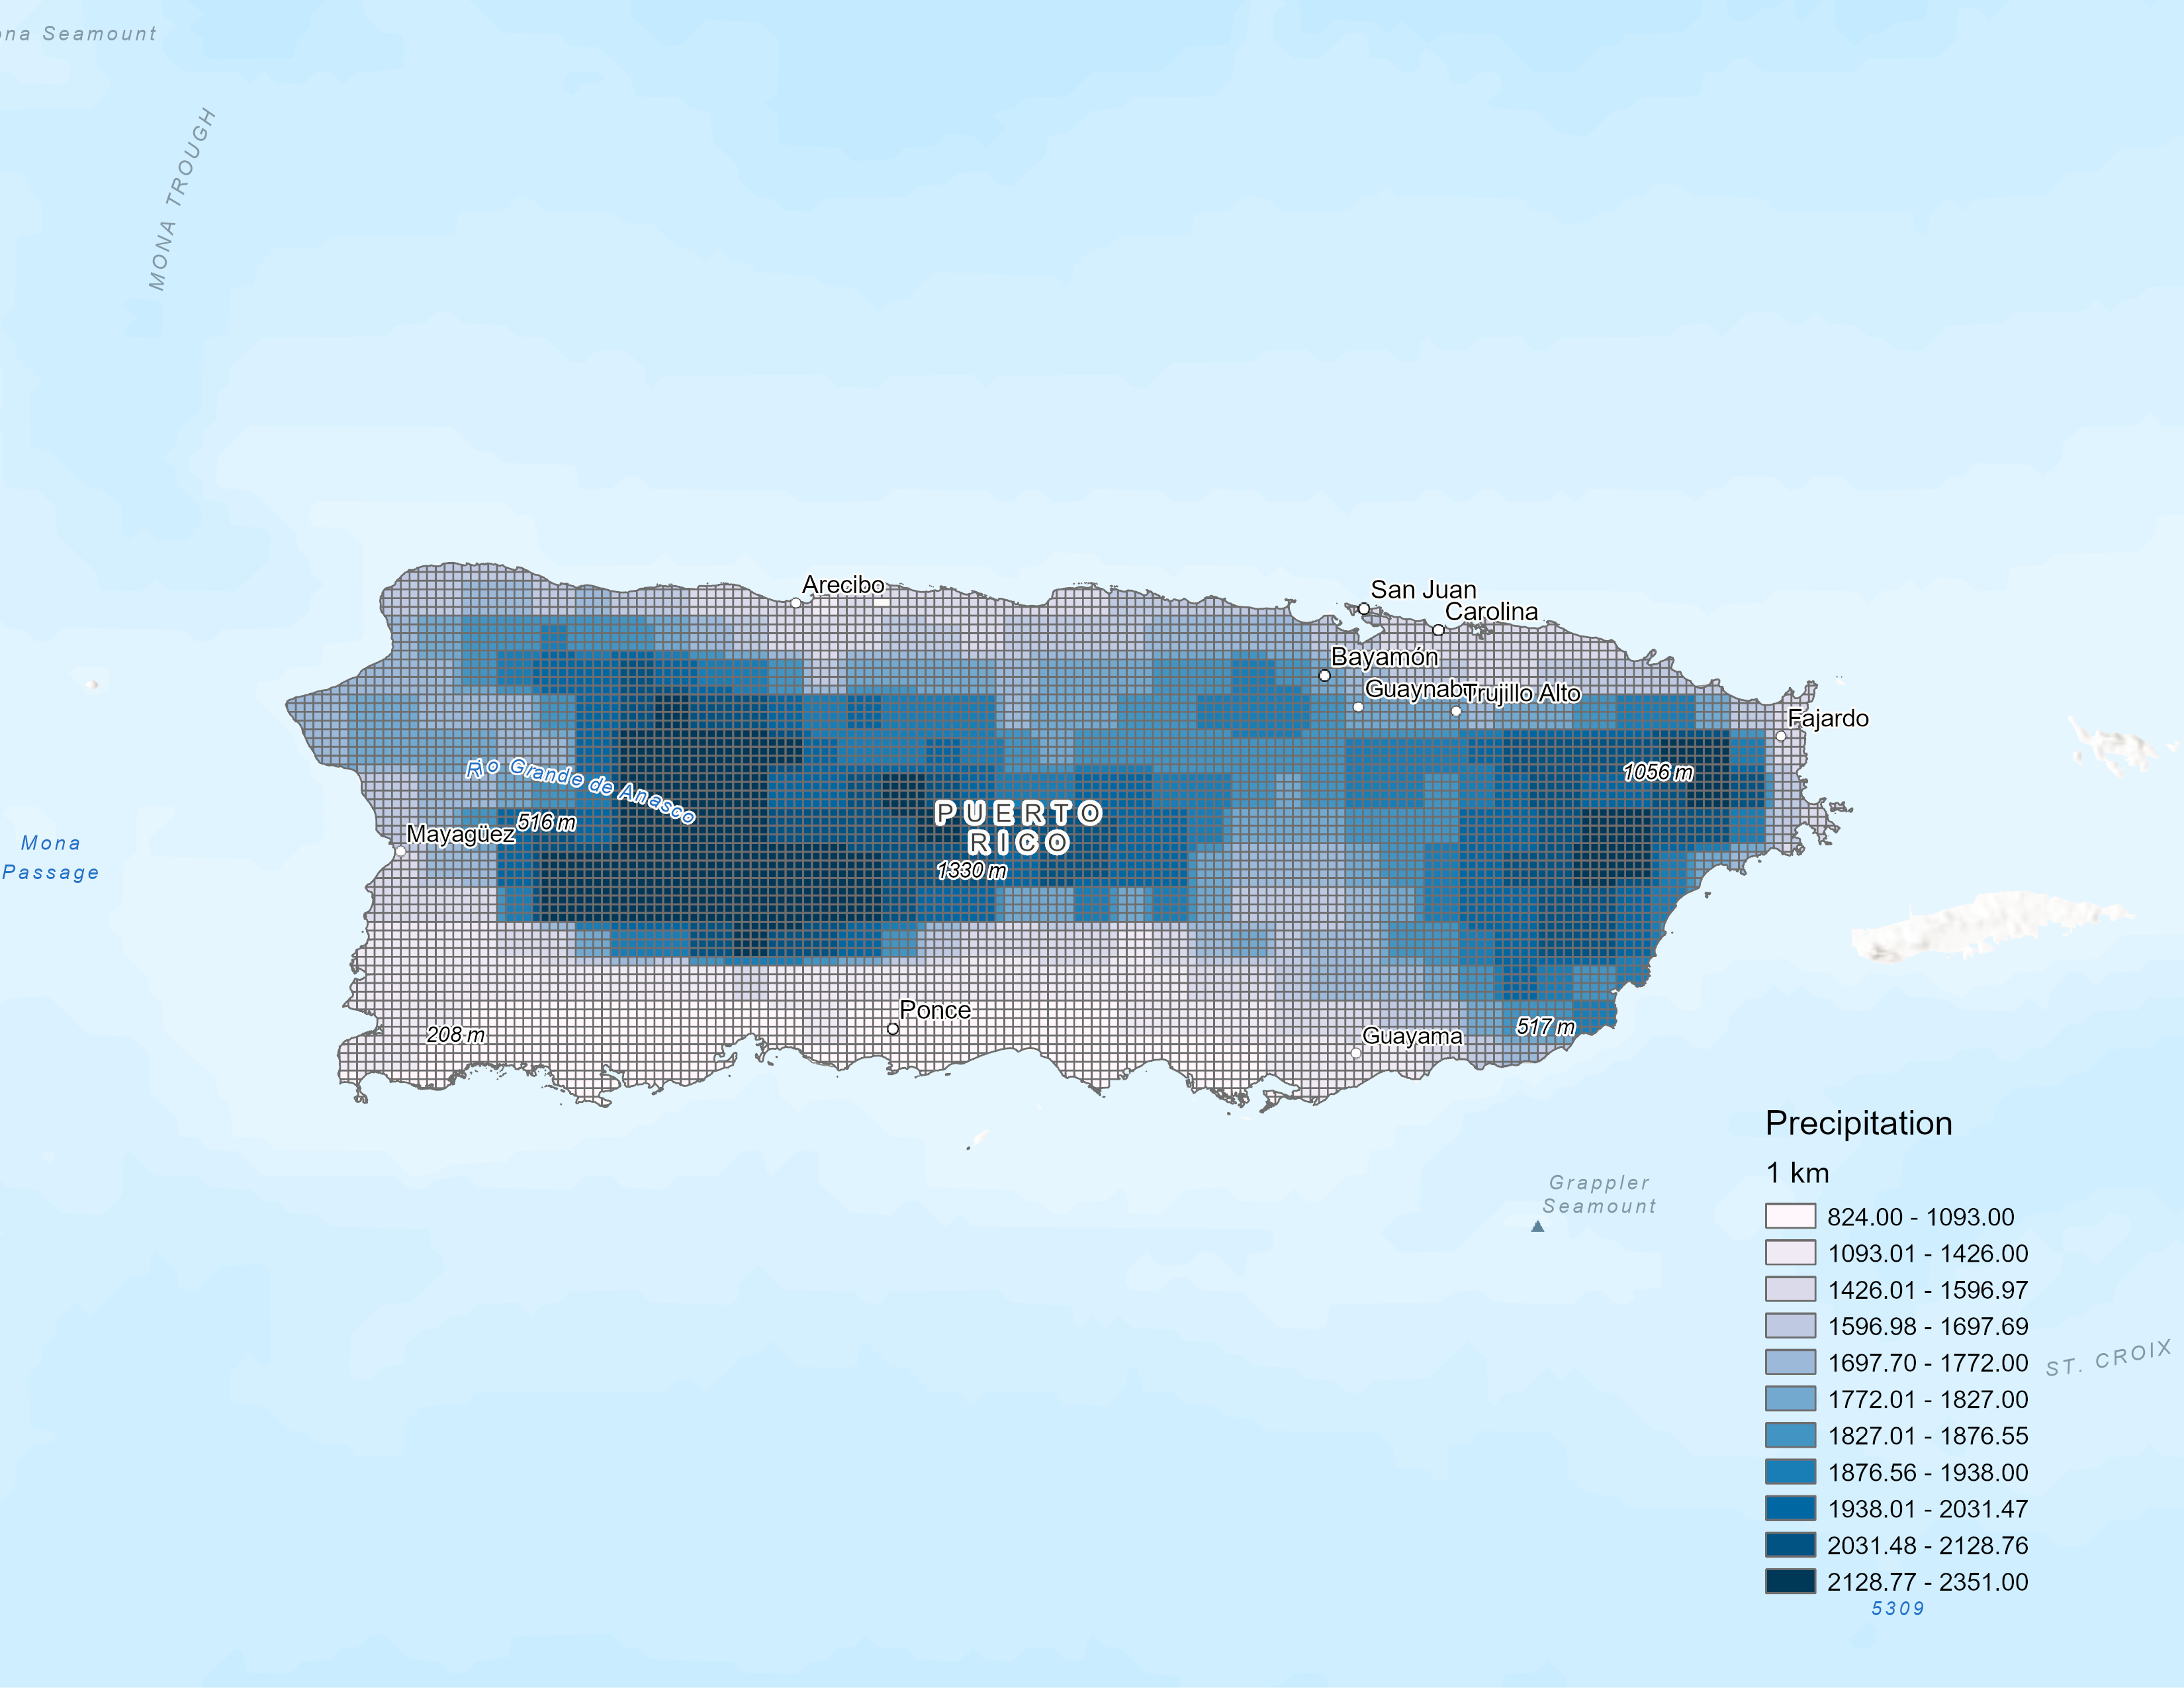 ona Seamount
MONA TROUGH
Arecibo
San Juan
Carolina
Bayamón
Guaynab
Trujillo Alto
Fajardo
Rio Grande de Anasco
1056 m
PUERTO
RICO
516 m
Mayagüez
1330 m
Mona
Passage
Ponce
208 m
517 m
Guayama
Grappler
Seamount
Precipitation
1 km
824.00 - 1093.00
1093.01 - 1426.00
1426.01 - 1596.97
1596.98 - 1697.69
1697.70 - 1772.00
1772.01 - 1827.00
1827.01 - 1876.55
1876.56 - 1938.00
1938.01 - 2031.47
2031.48 - 2128.76
2128.77 - 2351.00
5309
ST. CROIX